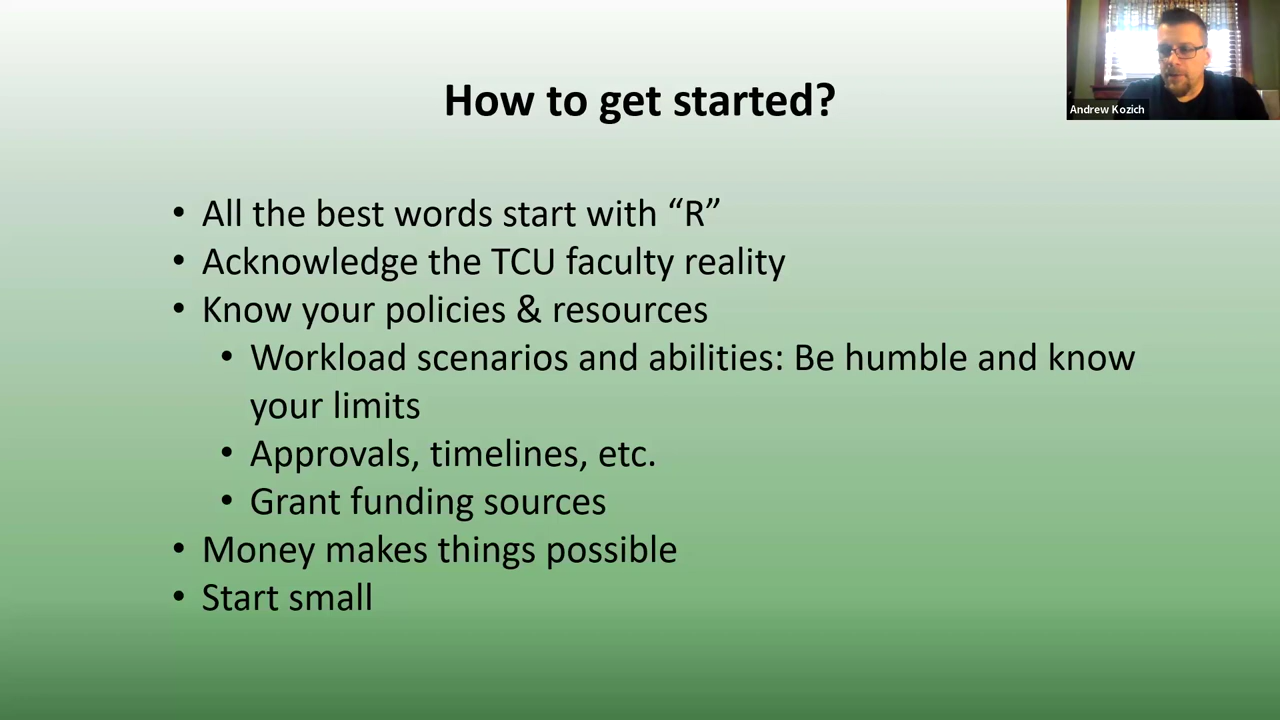 How to get started?
Andrew Kozich
• All the best words start with “R”
• Acknowledge the TCU faculty reality
• Know your policies & resources
• Workload scenarios and abilities: Be humble and know
your limits
• Approvals, timelines, etc.
• Grant funding sources
• Money makes things possible
• Start small